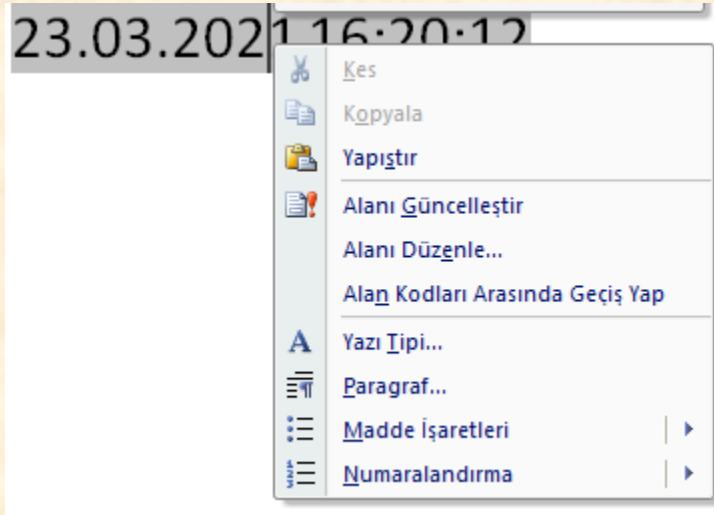 23.03.2021 16:20:12
Kes
Kopyala
Yapıştır
Alanı Güncelleştir
Alanı Düzenle...
Alan Kodları Arasında Geçiş Yap
Yazı Tipi...
Paragraf...
Madde İşaretleri
Numaralandırma